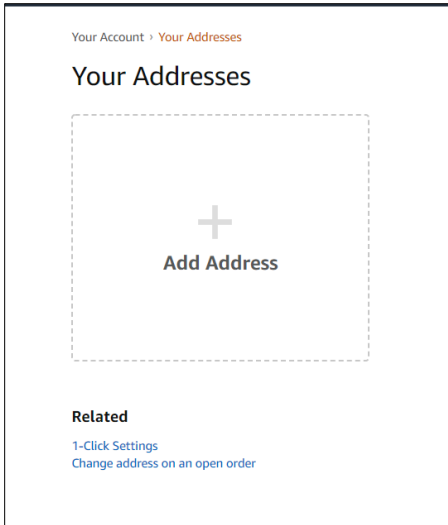 Your Account › Your Addresses
Your Addresses
Add Address
Related
1-Click Settings
Change address on an open order